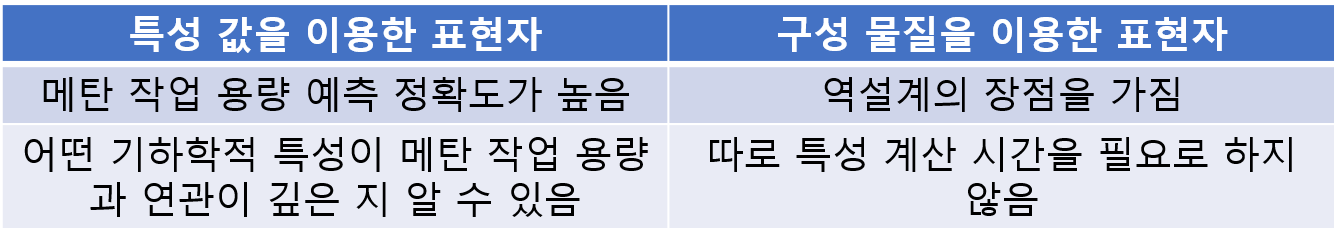 특성 값을 이용한 표현자
구성 물질을 이용한 표현자
메탄 작업 용량 예측 정확도가 높음
역설계의 장점을 가짐
어떤 기하학적 특성이 메탄 작업 용량
과 연관이 깊은 지 알 수 있음
따로 특성 계산 시간을 필요로 하지
않음